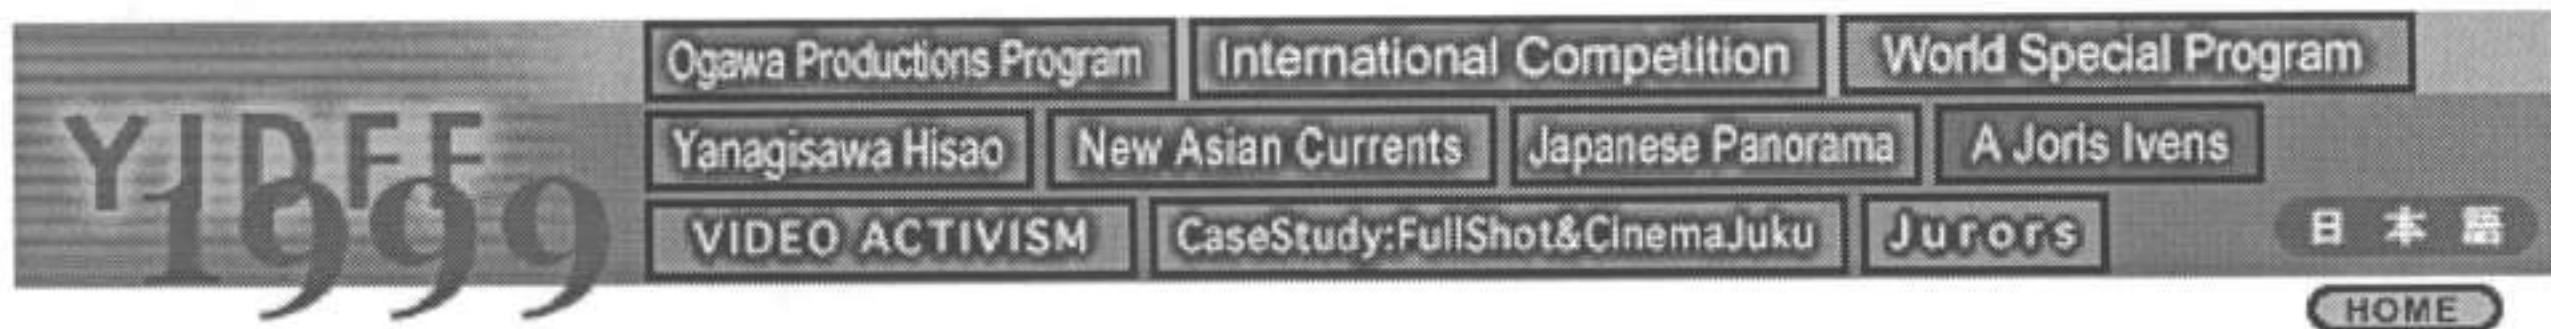 YIDFF
1999
Ogawa Productions Program International Competition World Special Program
Yanagisawa Hisao New Asian Currents Japanese Panorama A Joris Ivens
VIDEO ACTIVISM CaseStudy:FullShot&CinemaJuku Jurors
日本語
HOME